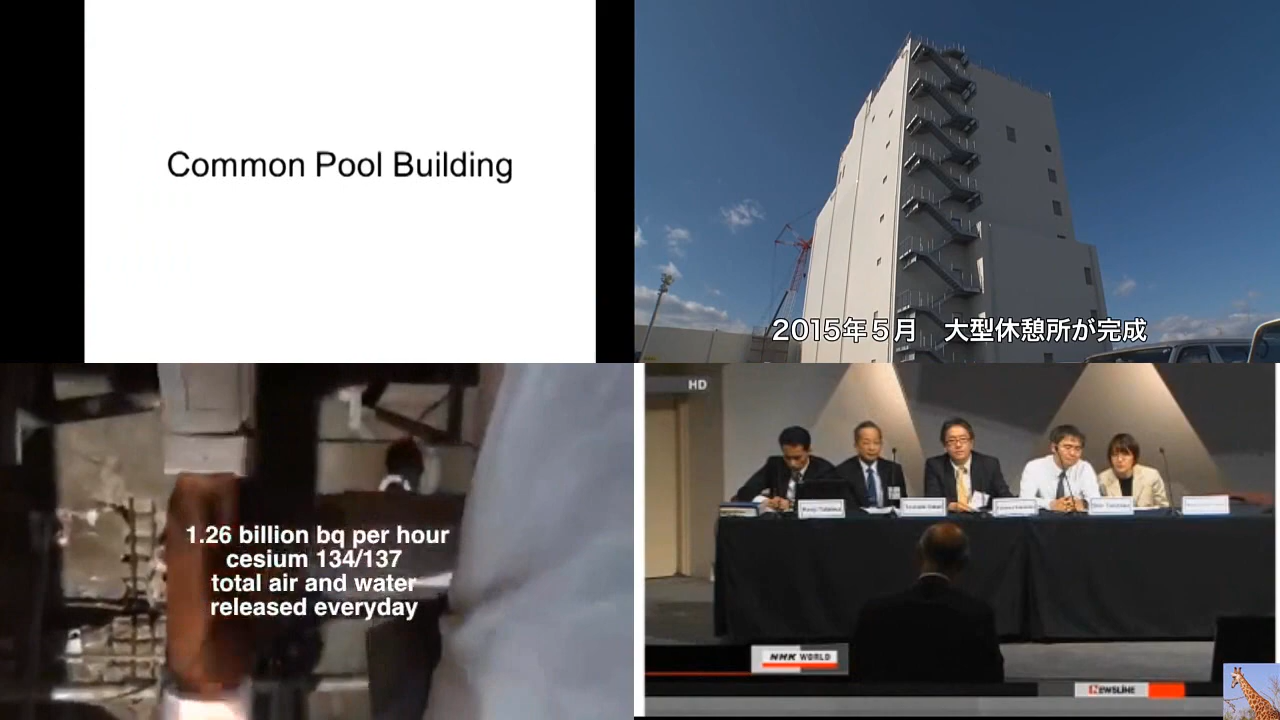 Common Pool Building
2015年５月　大型休憩所が完成
1.26 billion bq per hour
cesium 134/137
total air and water
released everyday
HD
NHK WORLD
NEWSLINE